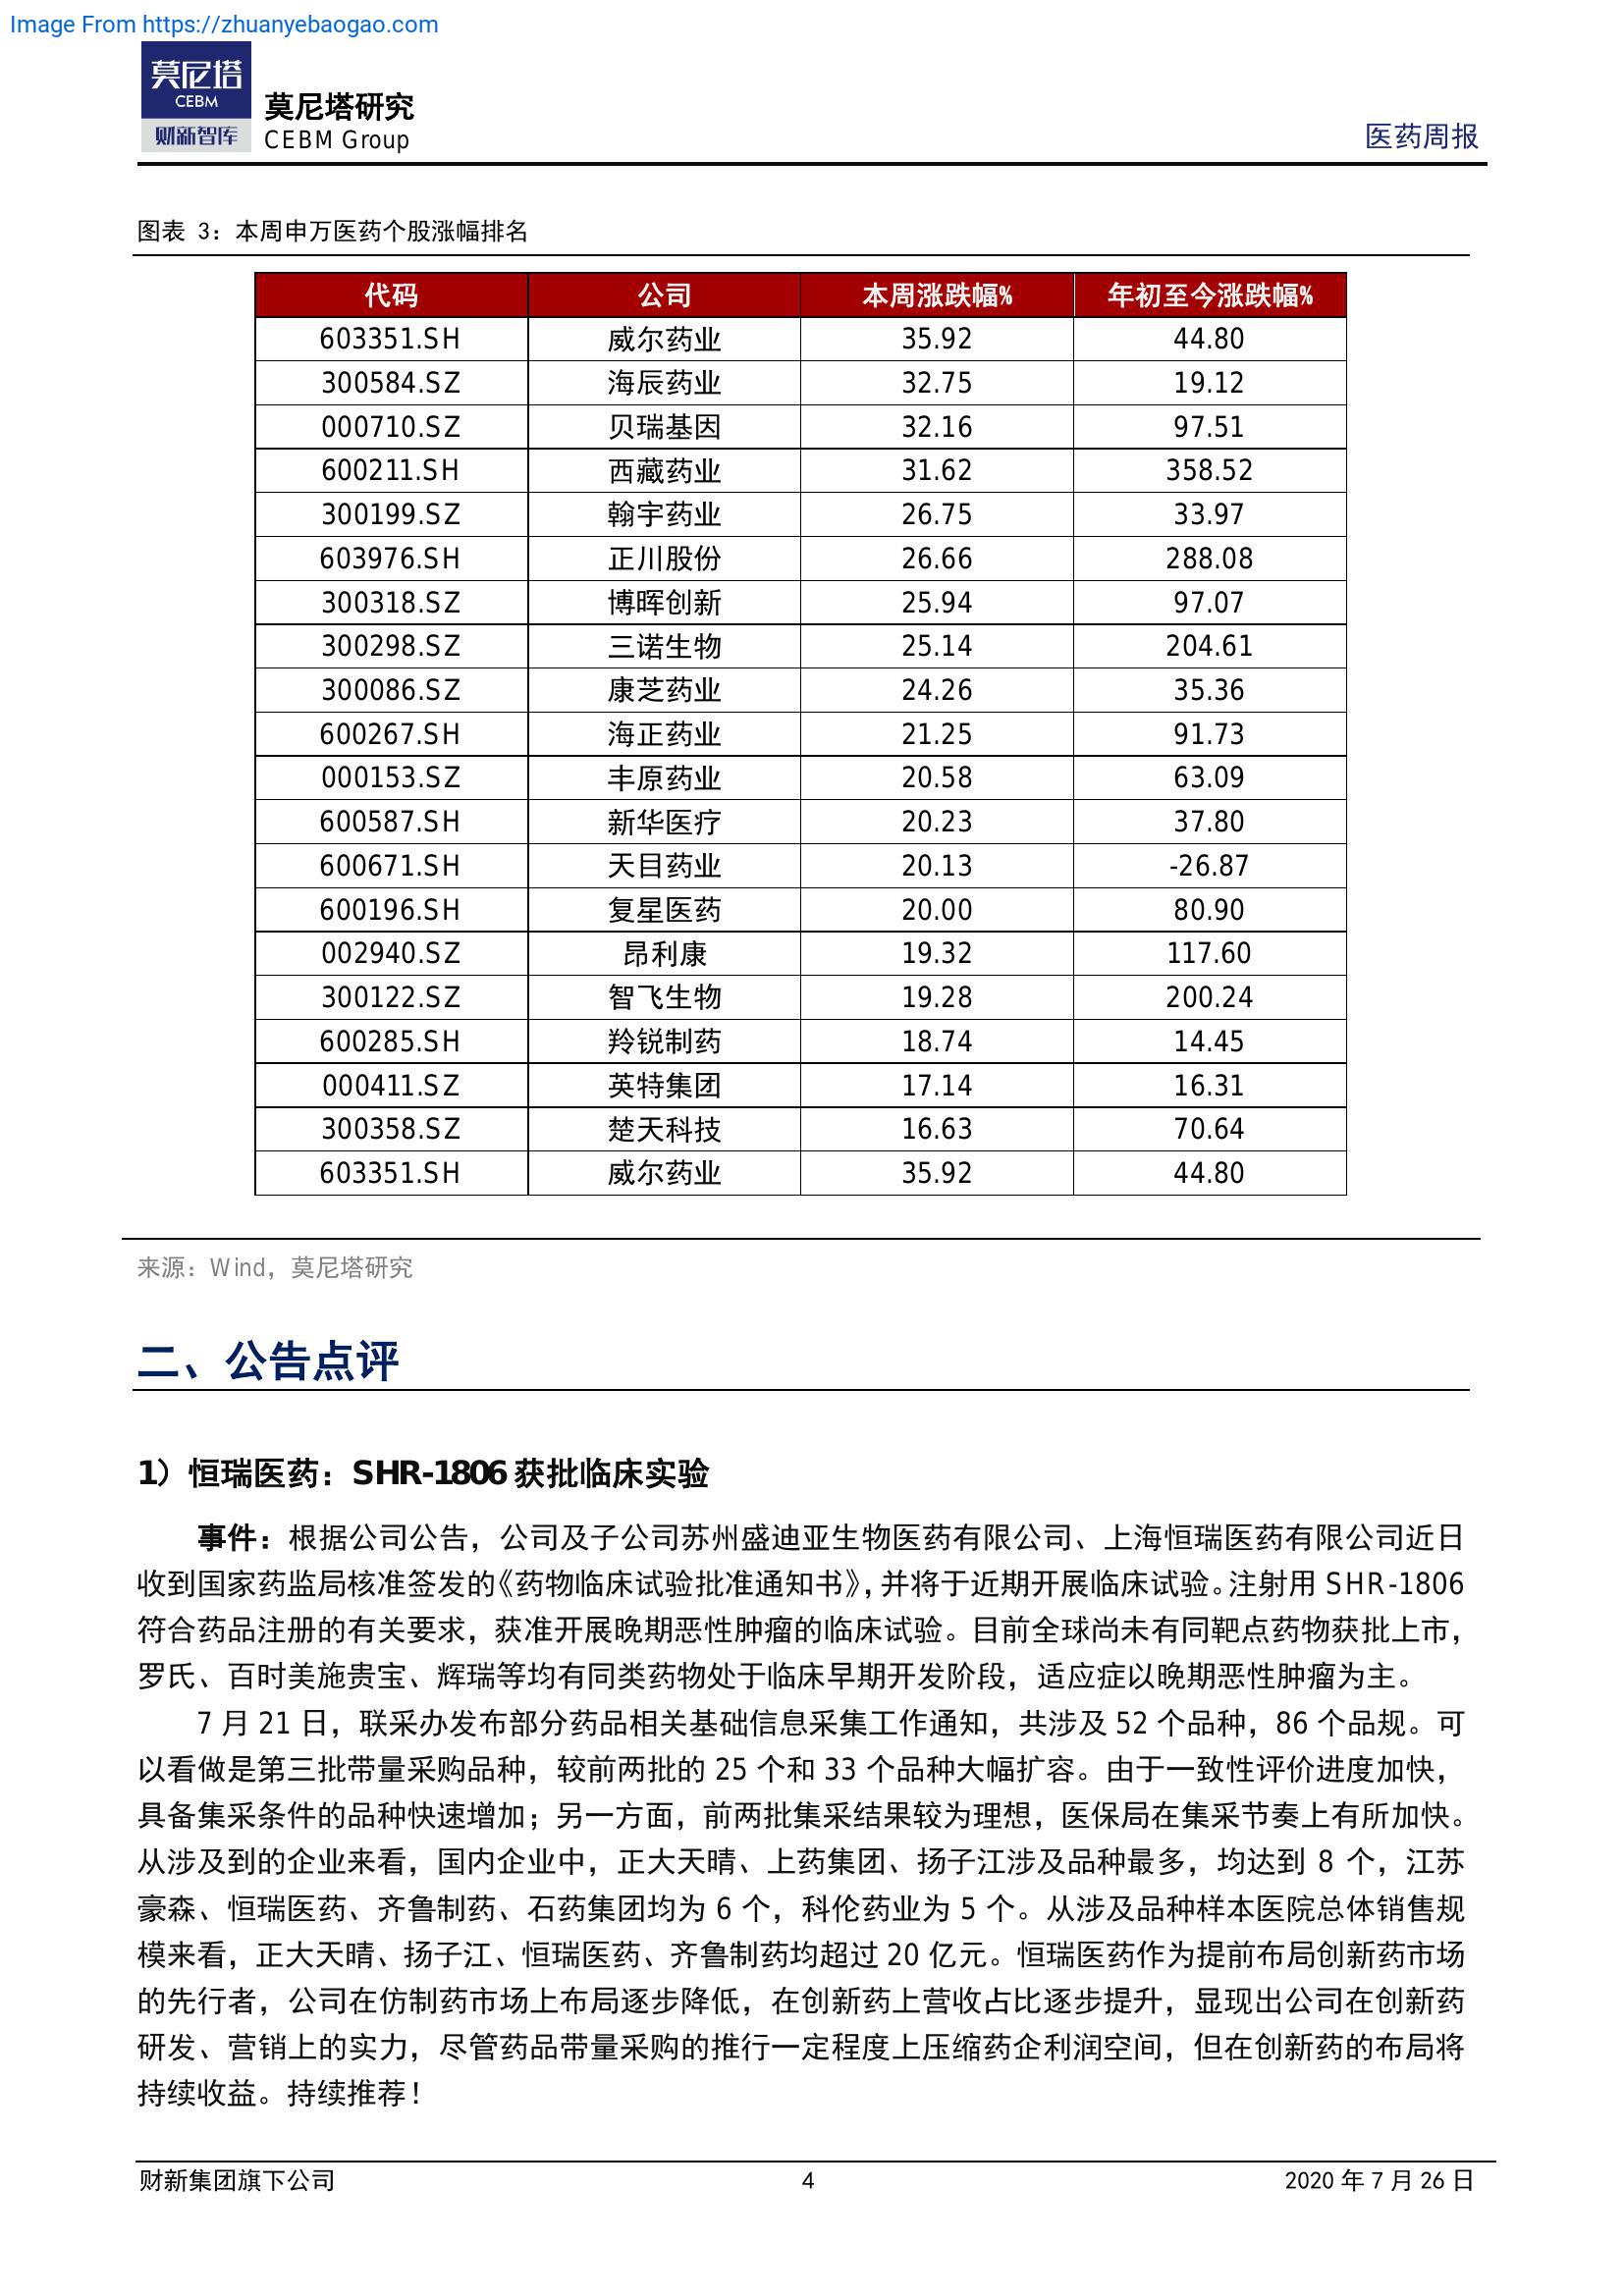 Image From https://zhuanyebaogao.com
莫尼塔
CEBM
财新智库
莫尼塔研究
CEBM Group
医药周报
图表 3：本周申万医药个股涨幅排名
代码 公司 本周涨跌幅% 年初至今涨跌幅%
603351.SH 威尔药业 35.92 44.80
300584.SZ 海辰药业 32.75 19.12
000710.SZ 贝瑞基因 32.16 97.51
600211.SH 西藏药业 31.62 358.52
300199.SZ 翰宇药业 26.75 33.97
603976.SH 正川股份 26.66 288.08
300318.SZ 博晖创新 25.94 97.07
300298.SZ 三诺生物 25.14 204.61
300086.SZ 康芝药业 24.26 35.36
600267.SH 海正药业 21.25 91.73
000153.SZ 丰原药业 20.58 63.09
600587.SH 新华医疗 20.23 37.80
600671.SH 天目药业 20.13 -26.87
600196.SH 复星医药 20.00 80.90
002940.SZ 昂利康 19.32 117.60
300122.SZ 智飞生物 19.28 200.24
600285.SH 羚锐制药 18.74 14.45
000411.SZ 英特集团 17.14 16.31
300358.SZ 楚天科技 16.63 70.64
603351.SH 威尔药业 35.92 44.80
来源：Wind，莫尼塔研究
二、公告点评
1）恒瑞医药：SHR-1806 获批临床实验
事件：根据公司公告，公司及子公司苏州盛迪亚生物医药有限公司、上海恒瑞医药有限公司近日
收到国家药监局核准签发的《药物临床试验批准通知书》，并将于近期开展临床试验。注射用 SHR-1806
符合药品注册的有关要求，获准开展晚期恶性肿瘤的临床试验。目前全球尚未有同靶点药物获批上市，
罗氏、百时美施贵宝、辉瑞等均有同类药物处于临床早期开发阶段，适应症以晚期恶性肿瘤为主。
7 月 21 日，联采办发布部分药品相关基础信息采集工作通知，共涉及 52 个品种，86 个品规。可
以看做是第三批带量采购品种，较前两批的 25 个和 33 个品种大幅扩容。由于一致性评价进度加快，
具备集采条件的品种快速增加；另一方面，前两批集采结果较为理想，医保局在集采节奏上有所加快。
从涉及到的企业来看，国内企业中，正大天晴、上药集团、扬子江涉及品种最多，均达到 8 个，江苏
豪森、恒瑞医药、齐鲁制药、石药集团均为 6 个，科伦药业为 5 个。从涉及品种样本医院总体销售规
模来看，正大天晴、扬子江、恒瑞医药、齐鲁制药均超过 20 亿元。恒瑞医药作为提前布局创新药市场
的先行者，公司在仿制药市场上布局逐步降低，在创新药上营收占比逐步提升，显现出公司在创新药
研发、营销上的实力，尽管药品带量采购的推行一定程度上压缩药企利润空间，但在创新药的布局将
持续收益。持续推荐！
财新集团旗下公司 4 2020 年 7 月 26 日